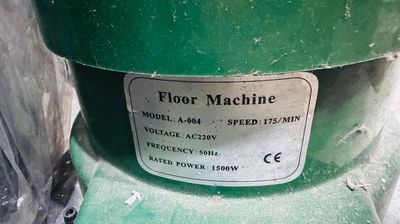 Floor Machine
MODEL: A-004 SPEED: 175/MIN
VOLTAGE: AC220V
FREQUENCY: 50Hz
RATED POWER: 1500W CE